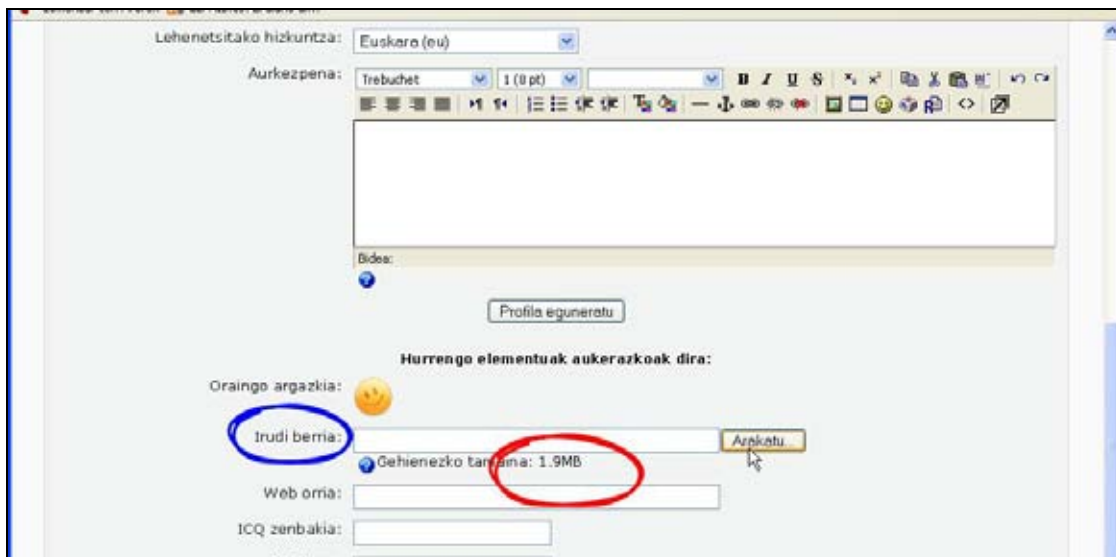 Lehenetsitako hizkuntza: Euskara (eu)
Aurkezpena: Trebuchet 1 (8 pt) B I U S
Bidea:
Profila eguneratu
Hurrengo elementuak aukerazkoak dira:
Oraingo argazkia:
Irudi berria: Arakatu...
Gehienezko tamaina: 1.9MB
Web orria:
ICQ zenbakia: